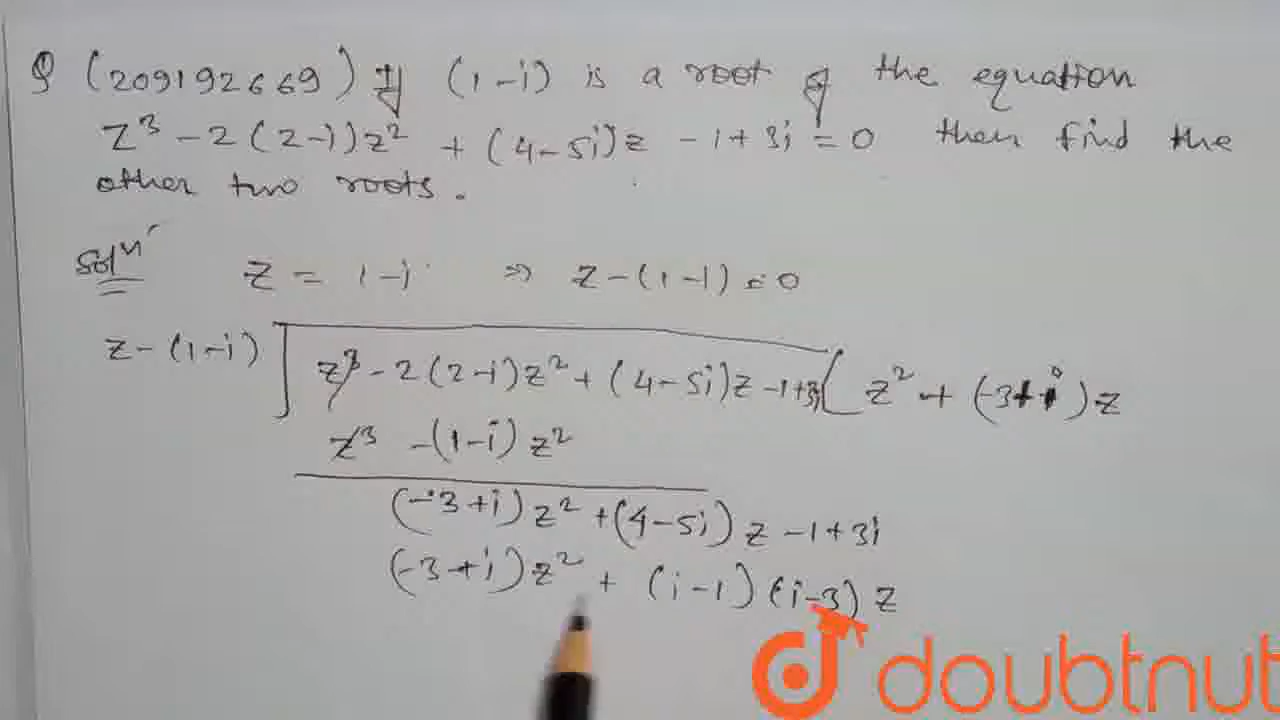 Q (209192669) If (1-i) is a root of the equation
z³ - 2(2-i)z² + (4-5i)z - 1+3i = 0 then find the
other two roots.
Solⁿ z = 1-i ⇒ z-(1-i) = 0
z-(1-i) z³ - 2(2-i)z² + (4-5i)z -1+3i ( z² + (-3+i)z
z³ -(1-i)z²
(-3+i)z² + (4-5i)z -1+3i
(-3+i)z² + (i-1)(i-3)z
doubtnut